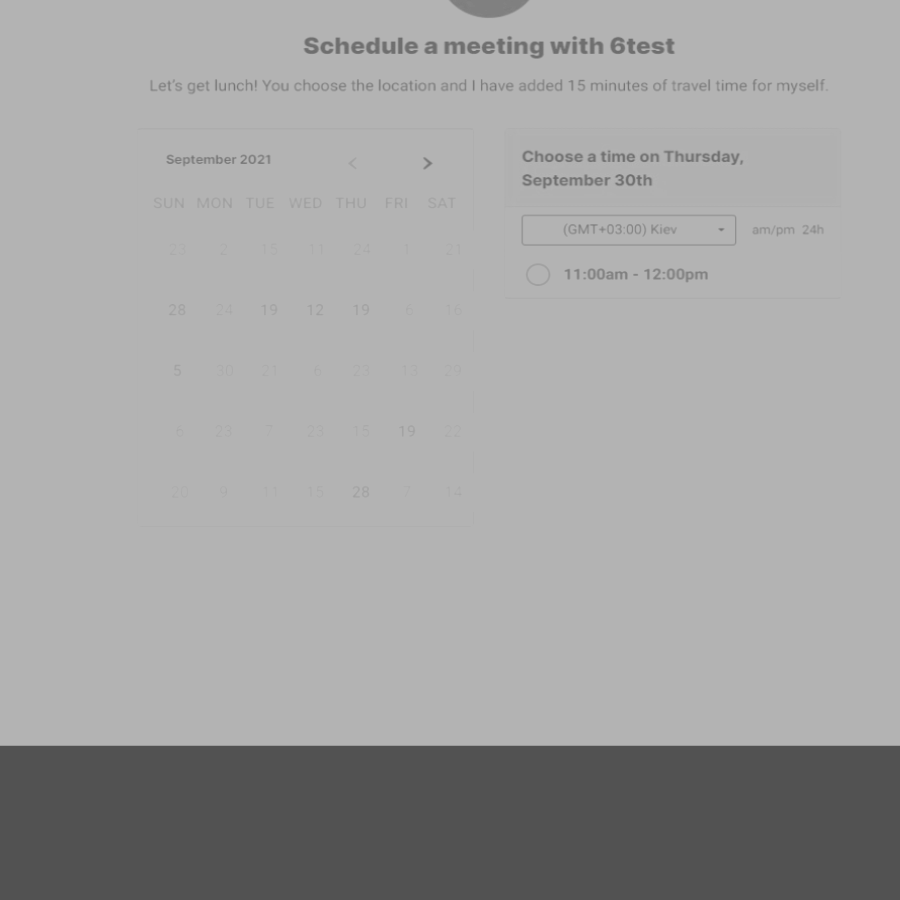 Schedule a meeting with 6test
Let's get lunch! You choose the location and I have added 15 minutes of travel time for myself.
September 2021
SUN MON TUE WED THU FRI SAT
23 2 15 11 24 1 21
28 24 19 12 19 6 16
5 30 21 6 23 13 29
6 23 7 23 15 19 22
20 9 11 15 28 7 14
Choose a time on Thursday,
September 30th
(GMT+03:00) Kiev am/pm 24h
11:00am - 12:00pm